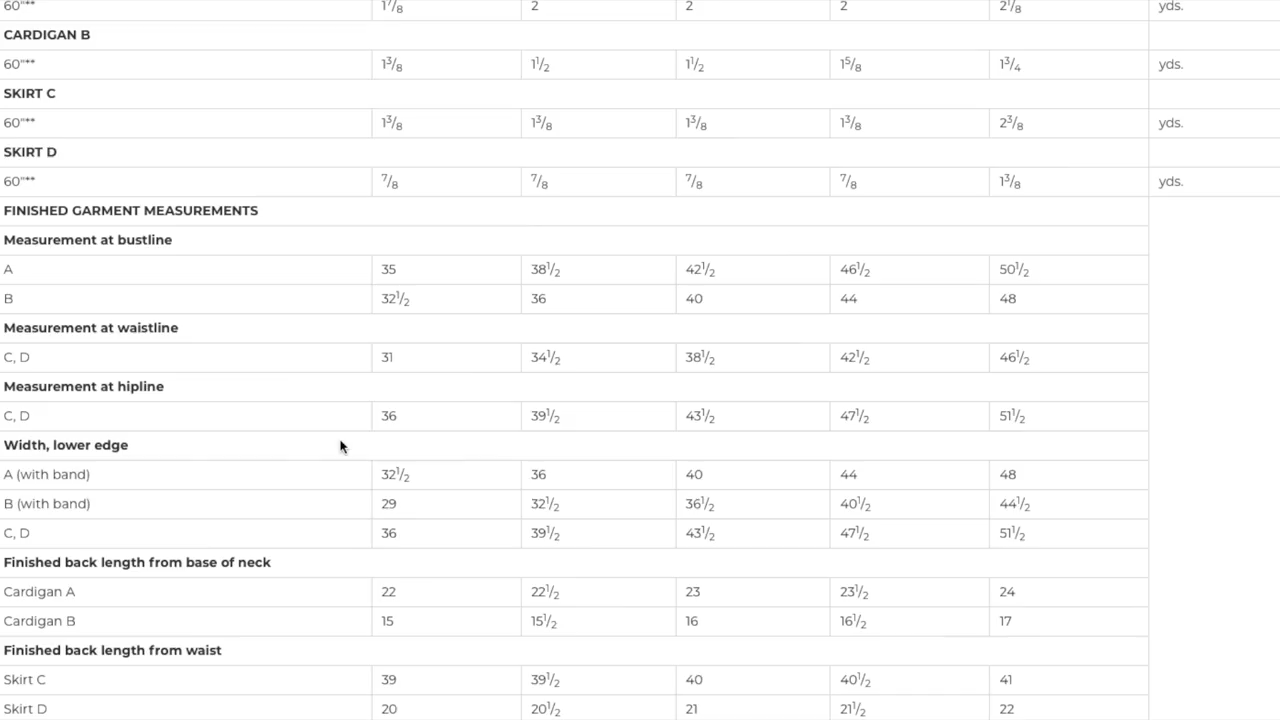 60"** 1⁷/₈ 2 2 2 2¹/₈ yds.
CARDIGAN B
60"** 1³/₈ 1¹/₂ 1¹/₂ 1⁵/₈ 1³/₄ yds.
SKIRT C
60"** 1³/₈ 1³/₈ 1³/₈ 1³/₈ 2³/₈ yds.
SKIRT D
60"** ⁷/₈ ⁷/₈ ⁷/₈ ⁷/₈ 1³/₈ yds.
FINISHED GARMENT MEASUREMENTS
Measurement at bustline
A 35 38¹/₂ 42¹/₂ 46¹/₂ 50¹/₂
B 32¹/₂ 36 40 44 48
Measurement at waistline
C, D 31 34¹/₂ 38¹/₂ 42¹/₂ 46¹/₂
Measurement at hipline
C, D 36 39¹/₂ 43¹/₂ 47¹/₂ 51¹/₂
Width, lower edge
A (with band) 32¹/₂ 36 40 44 48
B (with band) 29 32¹/₂ 36¹/₂ 40¹/₂ 44¹/₂
C, D 36 39¹/₂ 43¹/₂ 47¹/₂ 51¹/₂
Finished back length from base of neck
Cardigan A 22 22¹/₂ 23 23¹/₂ 24
Cardigan B 15 15¹/₂ 16 16¹/₂ 17
Finished back length from waist
Skirt C 39 39¹/₂ 40 40¹/₂ 41
Skirt D 20 20¹/₂ 21 21¹/₂ 22